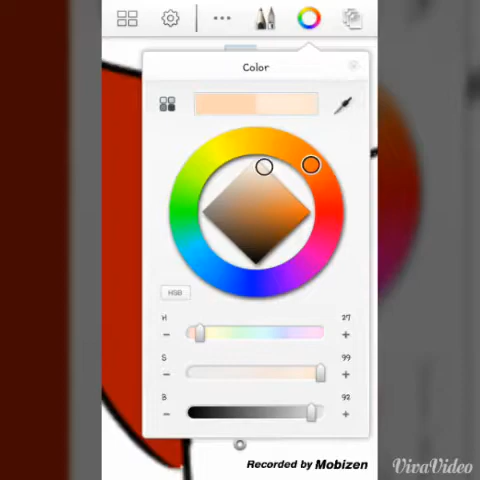 Color
HSB
H 27
S 99
B 92
Recorded by Mobizen
VivaVideo